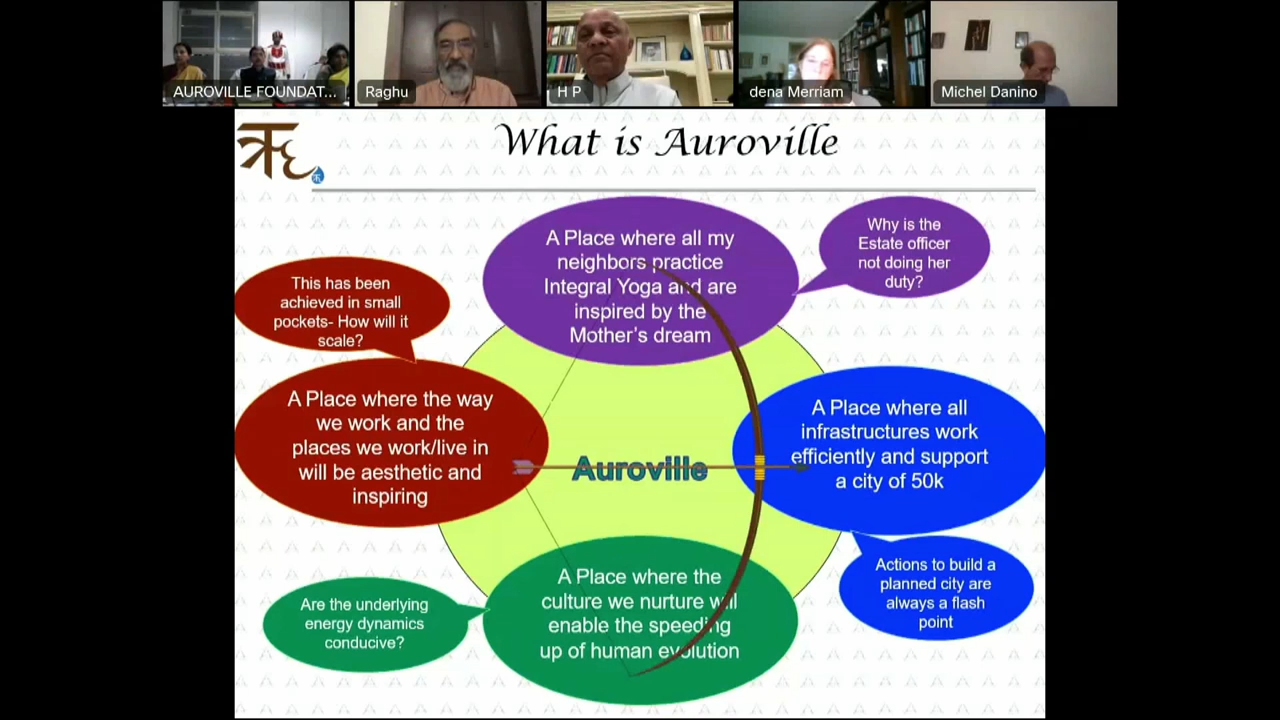 AUROVILLE FOUNDAT...
Raghu
H P
dena Merriam
Michel Danino
What is Auroville
A Place where all my
neighbors practice
Integral Yoga and are
inspired by the
Mother's dream
Why is the
Estate officer
not doing her
duty?
This has been
achieved in small
pockets- How will it
scale?
A Place where the way
we work and the
places we work/live in
will be aesthetic and
inspiring
Auroville
A Place where all
infrastructures work
efficiently and support
a city of 50k
Are the underlying
energy dynamics
conducive?
A Place where the
culture we nurture will
enable the speeding
up of human evolution
Actions to build a
planned city are
always a flash
point